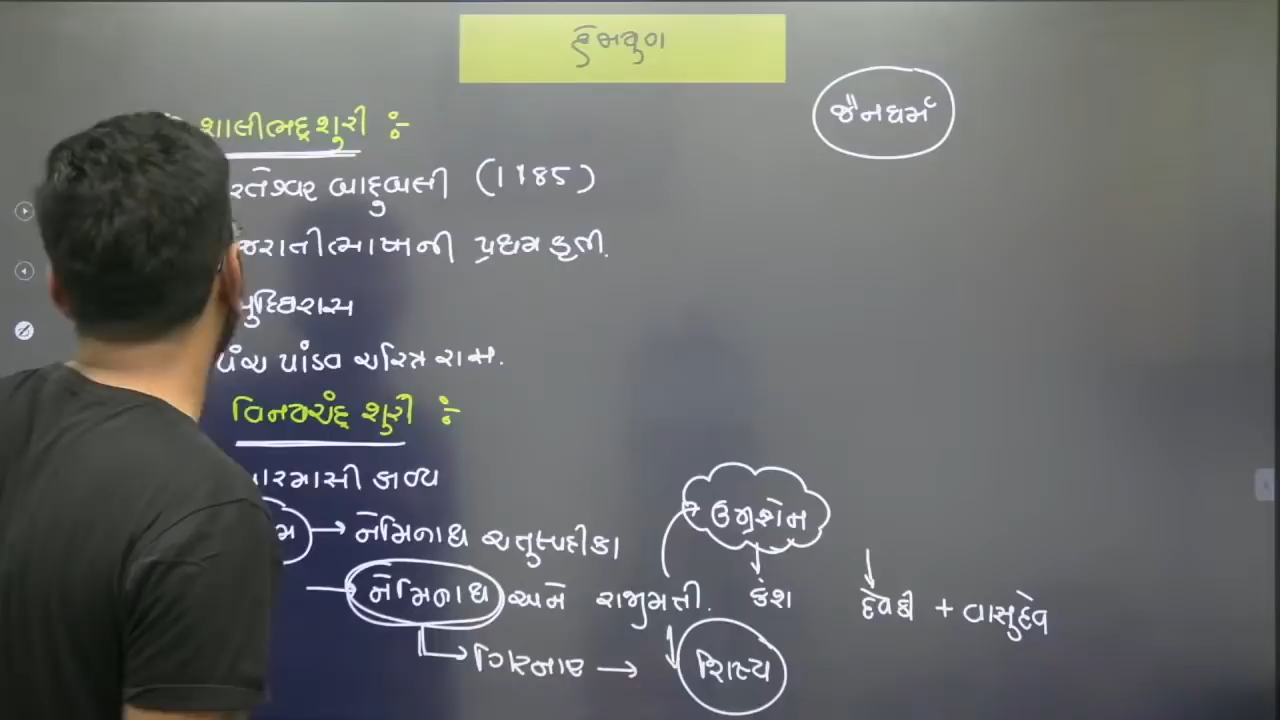 હેમયુગ
જૈનધર્મ
શાલીભદ્ર શુરી :-
રતેશ્વર બાહુબલી (1185)
જરાતી ભાષાની પ્રથમ કૃતી.
બુદ્ધિરાસ
પંચ પાંડવ ચરિત્ર રાસ.
વિનયચંદ્ર શુરી :-
ારમાસી કાવ્ય
મ → નેમિનાથ ચતુષ્પદીકા
ઉગ્રશેન
નેમિનાથ અને રાજીમતી. કંશ દેવકી + વાસુદેવ
ગિરનાર → શિષ્ય